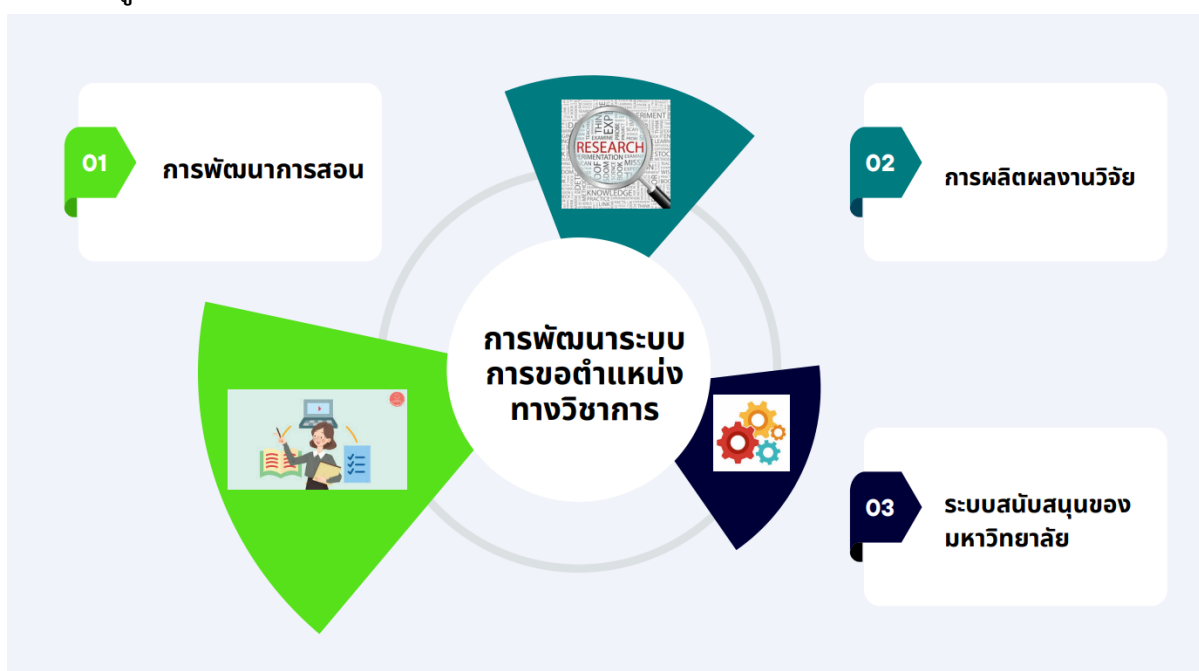 01
การพัฒนาการสอน
02
การผลิตผลงานวิจัย
RESEARCH
KNOWLEDGE
การพัฒนาระบบ
การขอตำแหน่ง
ทางวิชาการ
03
ระบบสนับสนุนของ
มหาวิทยาลัย